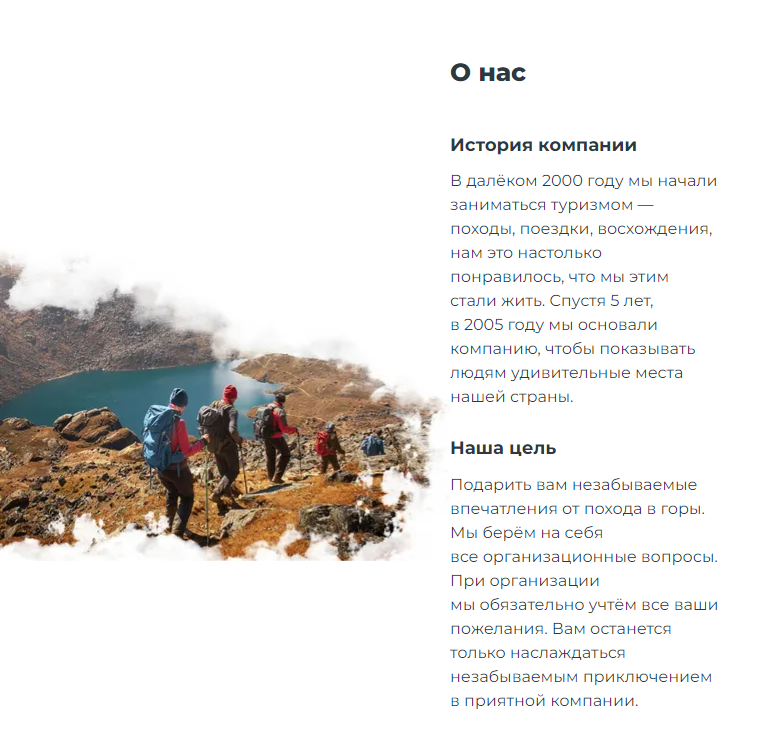 О нас
История компании
В далёком 2000 году мы начали
заниматься туризмом —
походы, поездки, восхождения,
нам это настолько
понравилось, что мы этим
стали жить. Спустя 5 лет,
в 2005 году мы основали
компанию, чтобы показывать
людям удивительные места
нашей страны.
Наша цель
Подарить вам незабываемые
впечатления от похода в горы.
Мы берём на себя
все организационные вопросы.
При организации
мы обязательно учтём все ваши
пожелания. Вам останется
только наслаждаться
незабываемым приключением
в приятной компании.